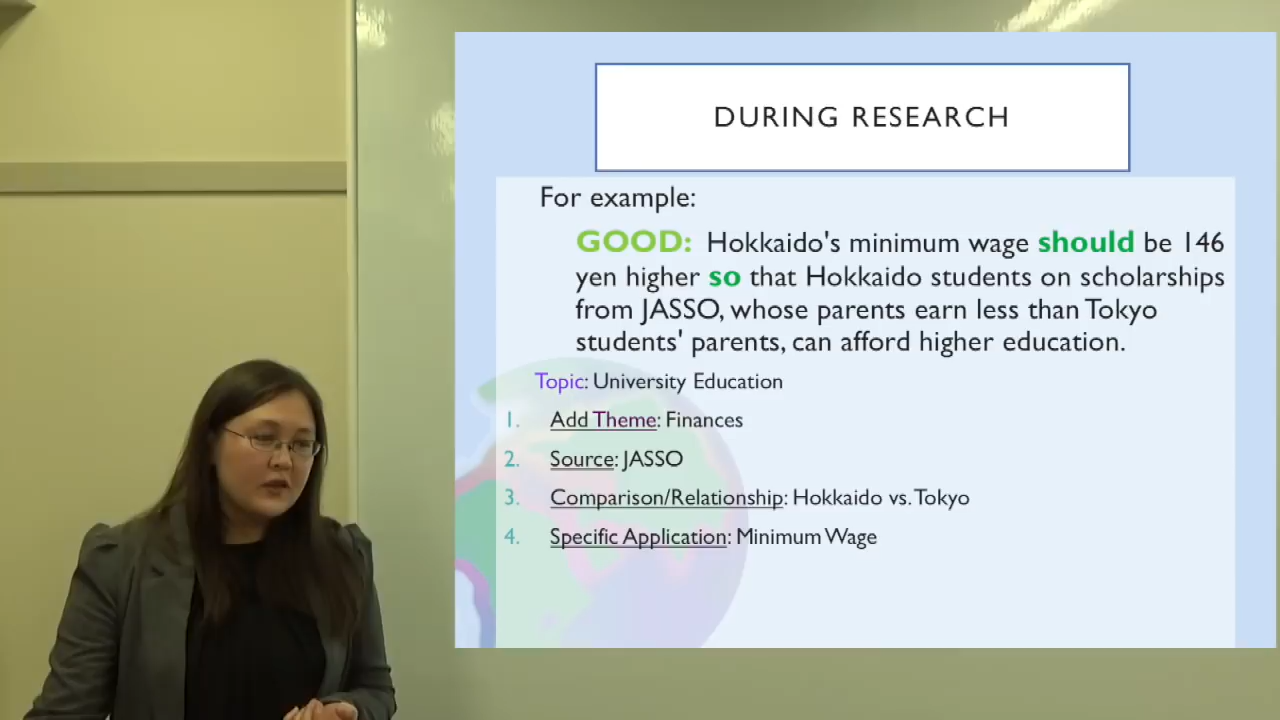 DURING RESEARCH
For example:
GOOD: Hokkaido's minimum wage should be 146
yen higher so that Hokkaido students on scholarships
from JASSO, whose parents earn less than Tokyo
students' parents, can afford higher education.
Topic: University Education
1. Add Theme: Finances
2. Source: JASSO
3. Comparison/Relationship: Hokkaido vs. Tokyo
4. Specific Application: Minimum Wage